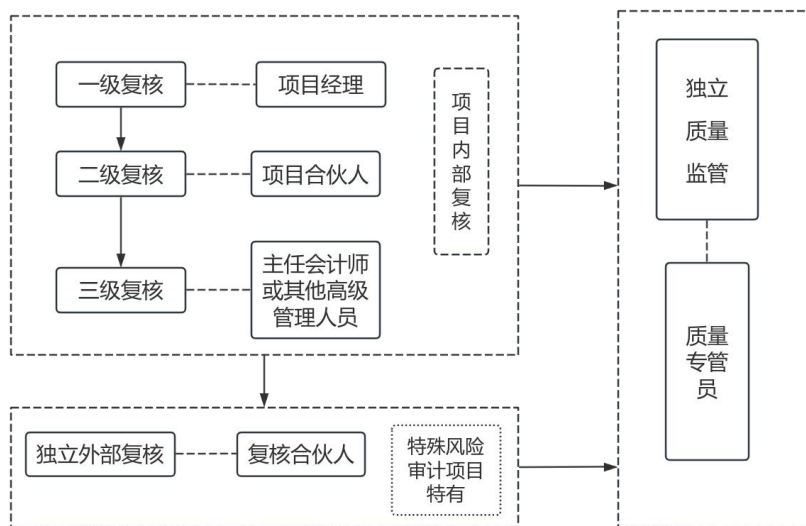 一级复核
项目经理
二级复核
项目合伙人
三级复核
主任会计师
或其他高级
管理人员
项
目
内
部
复
核
独立外部复核
复核合伙人
特殊风险
审计项目
特有
独立
质量
监管
质量
专管
员